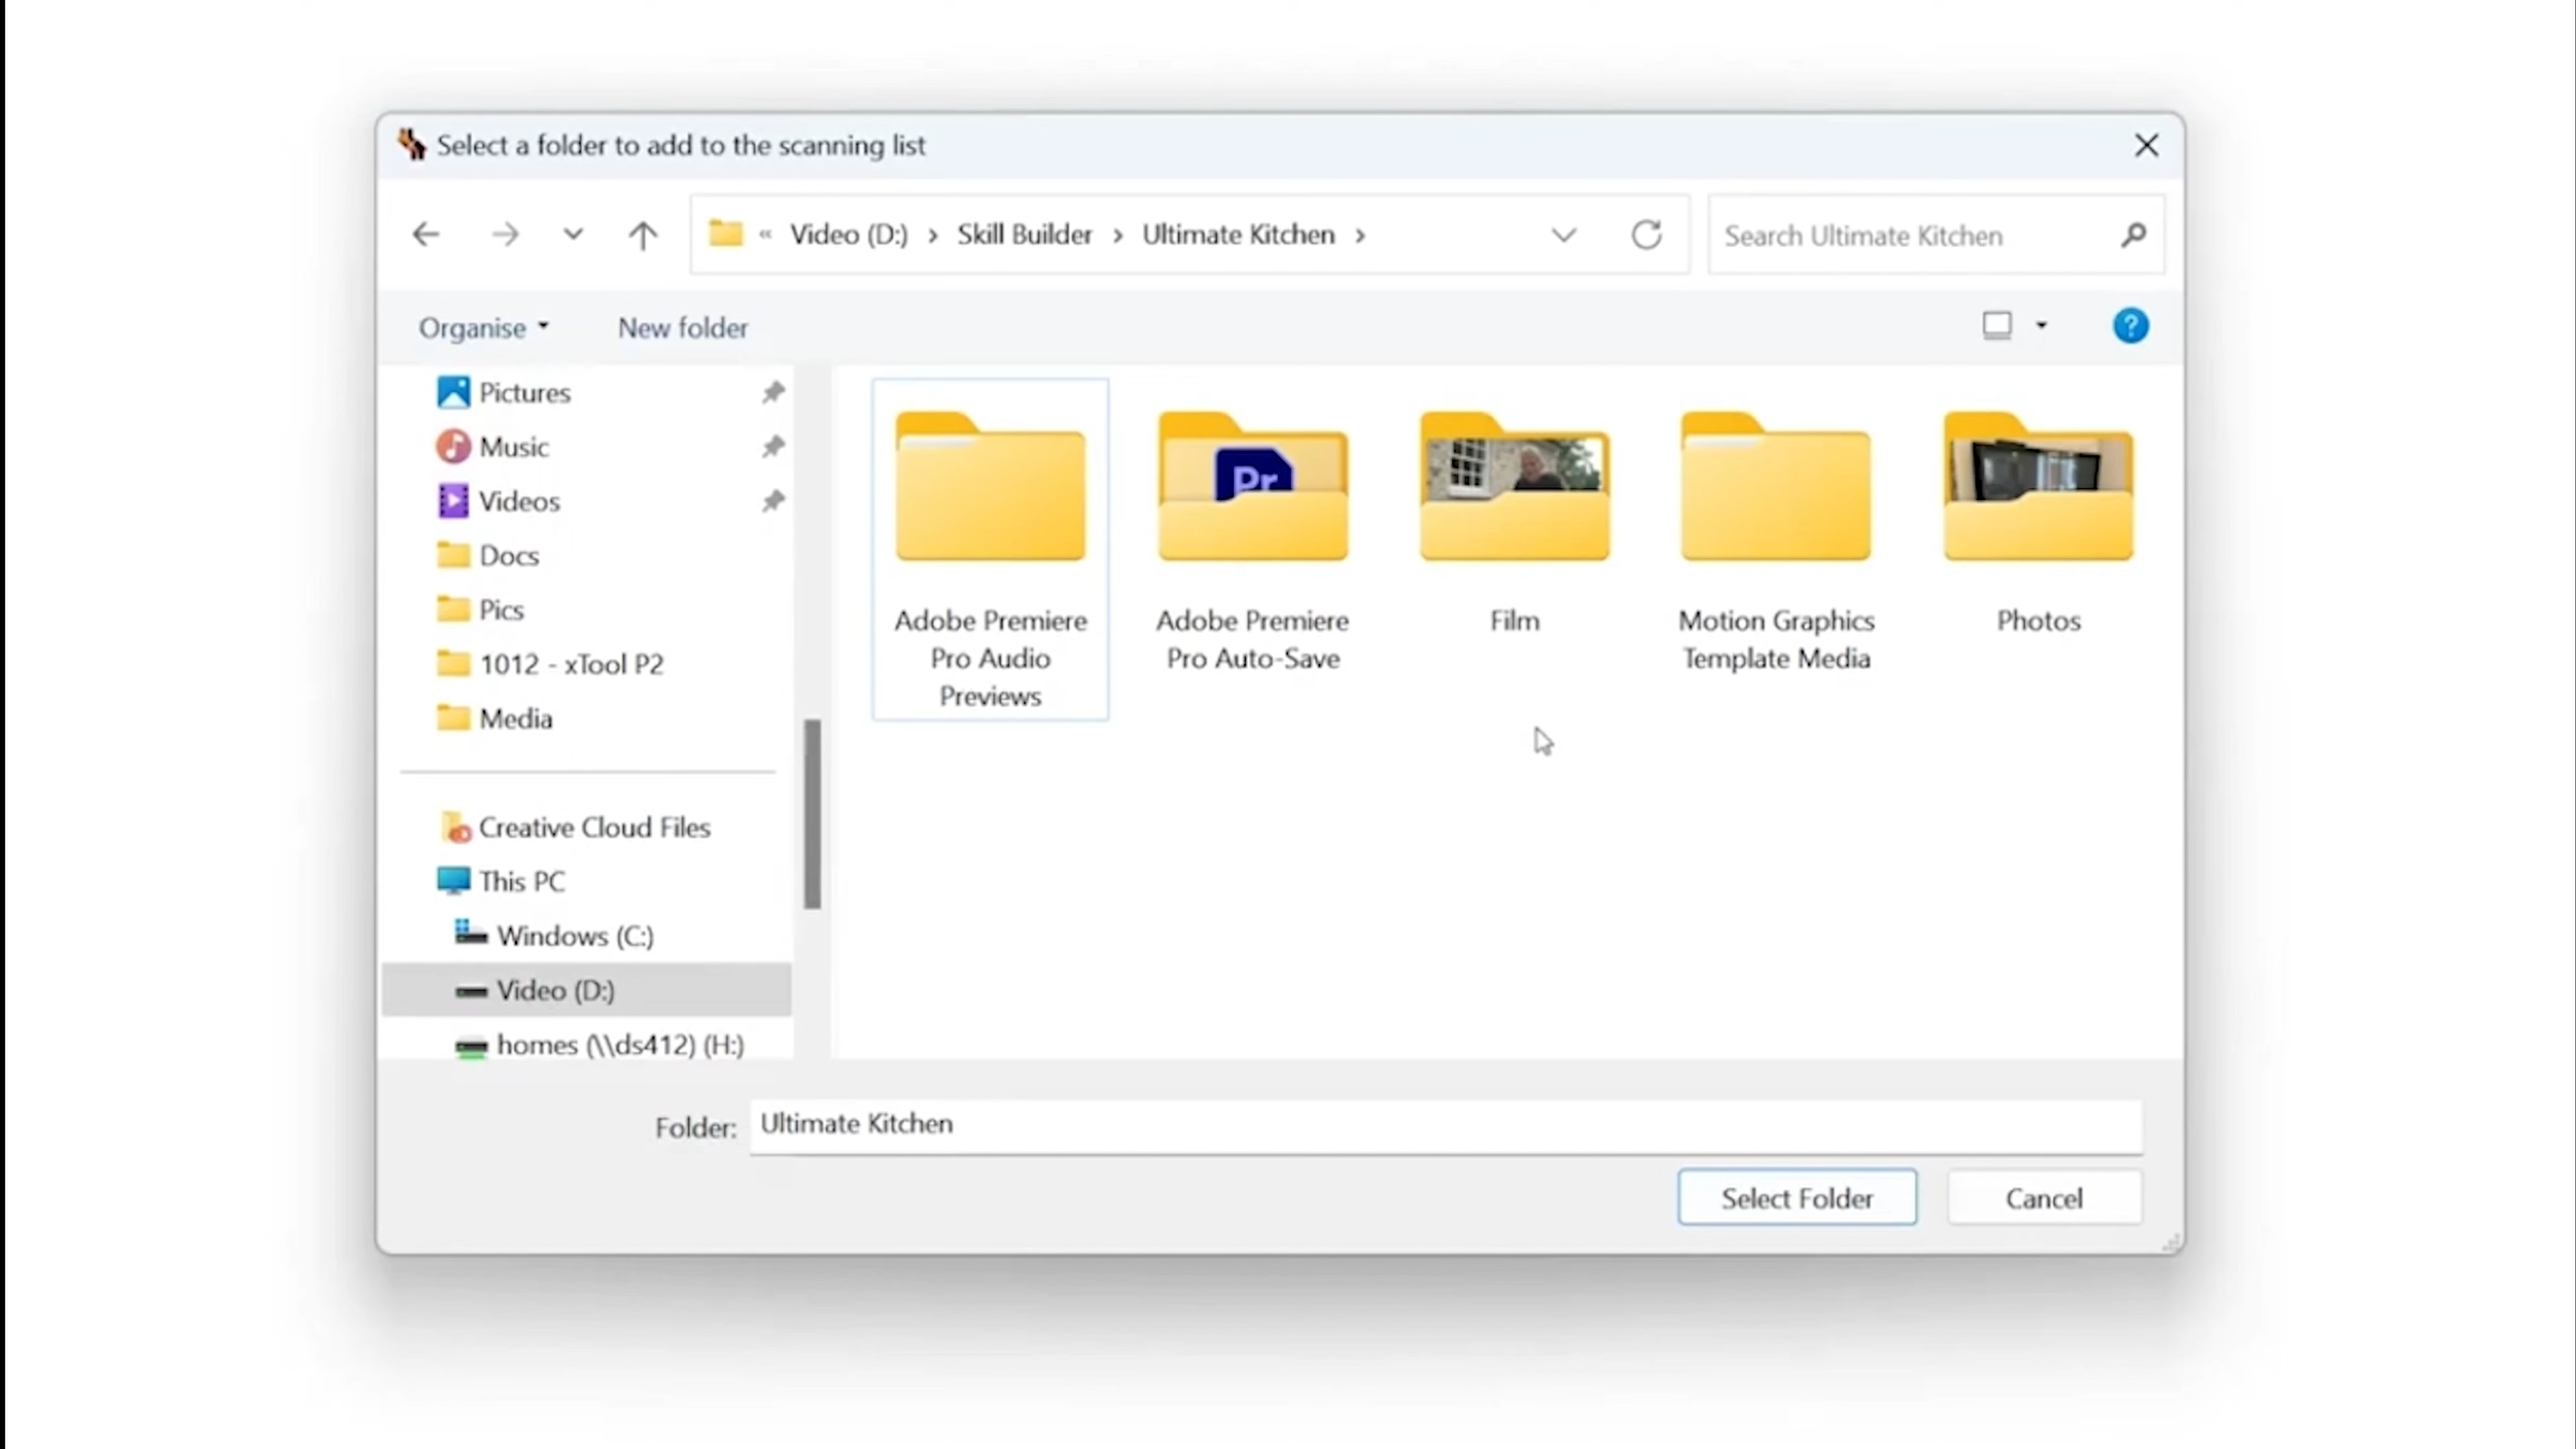 Select a folder to add to the scanning list
« Video (D:) › Skill Builder › Ultimate Kitchen ›
Search Ultimate Kitchen
Organise
New folder
?
Pictures
Music
Videos
Docs
Pics
1012 - xTool P2
Media
Creative Cloud Files
This PC
Windows (C:)
Video (D:)
homes (\\ds412) (H:)
Pr
Adobe Premiere
Pro Audio
Previews
Adobe Premiere
Pro Auto-Save
Film
Motion Graphics
Template Media
Photos
Folder: Ultimate Kitchen
Select Folder
Cancel